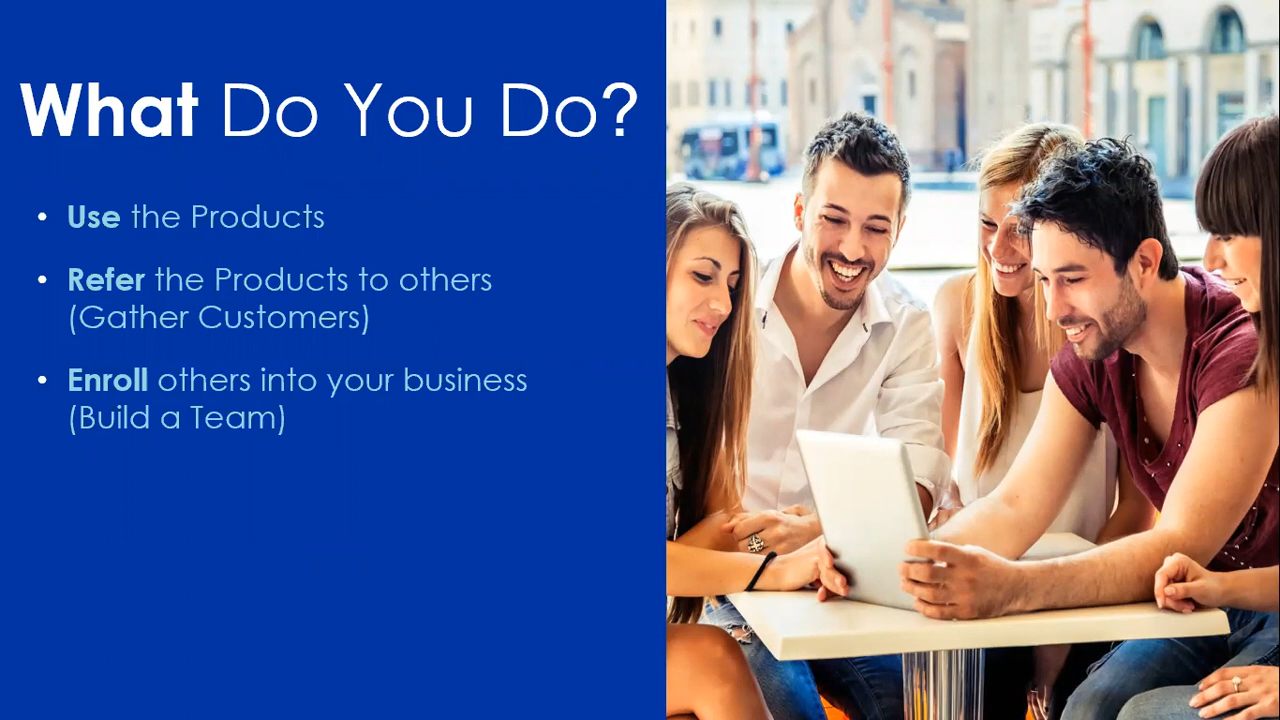 What Do You Do?
• Use the Products
• Refer the Products to others
(Gather Customers)
• Enroll others into your business
(Build a Team)